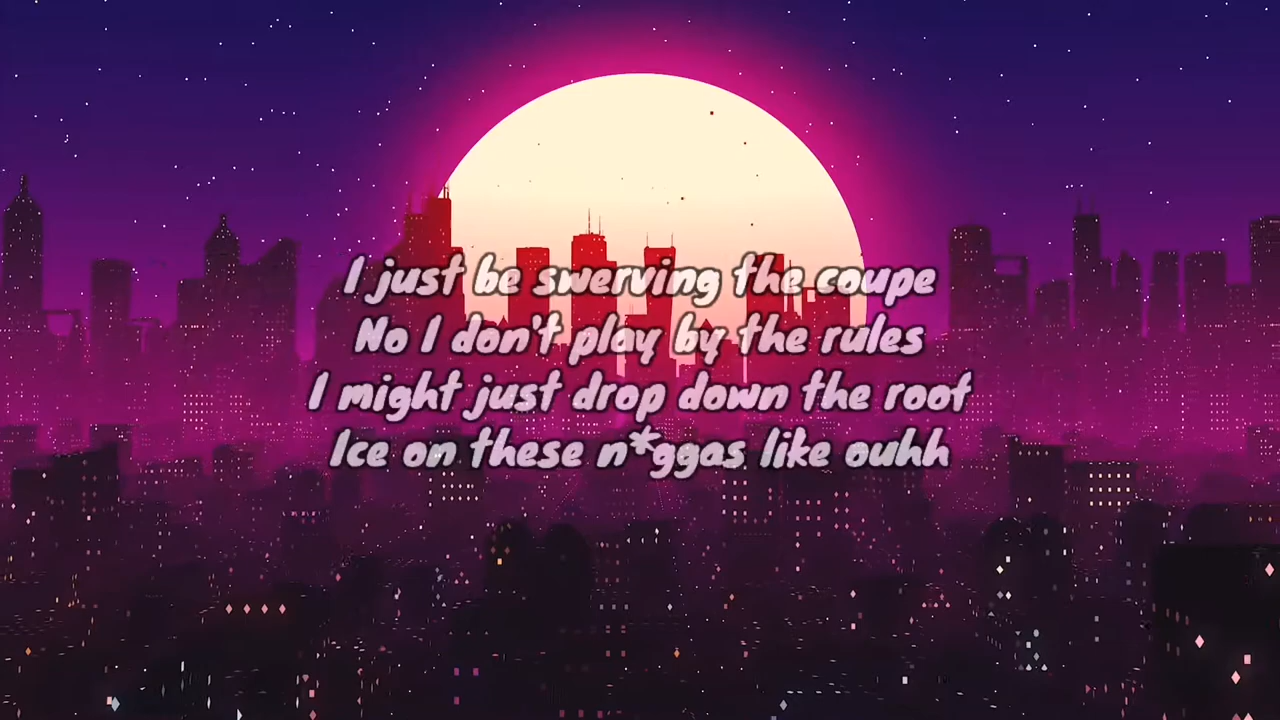 I just be swerving the coupe
No I don't play by the rules
I might just drop down the roof
Ice on these n*ggas like ouhh